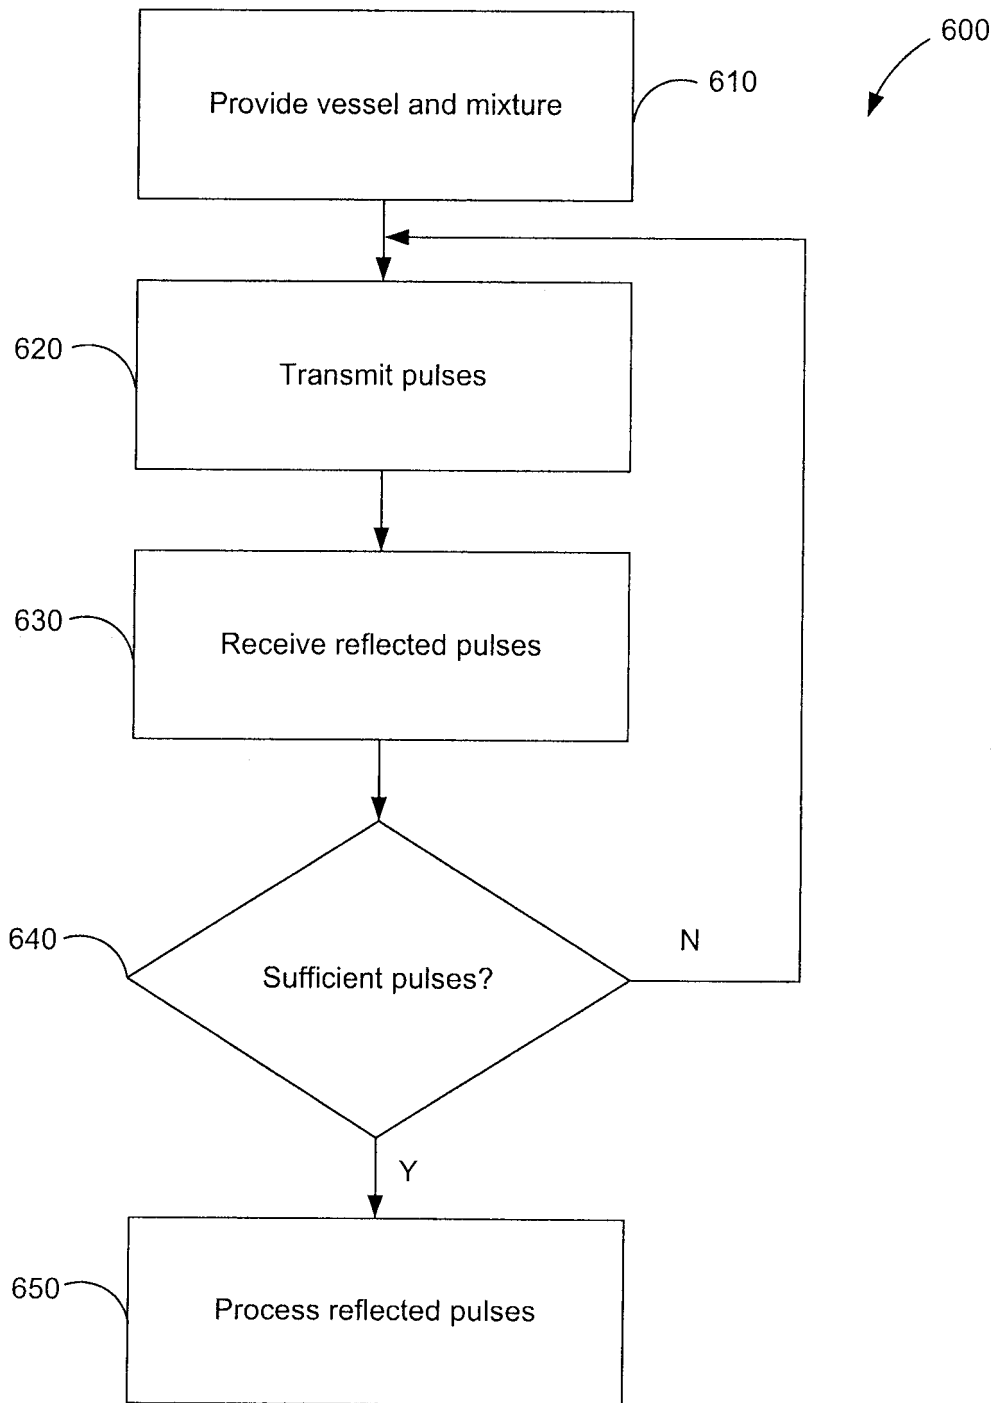 600
Provide vessel and mixture
610
620
Transmit pulses
630
Receive reflected pulses
640
Sufficient pulses?
N
Y
650
Process reflected pulses